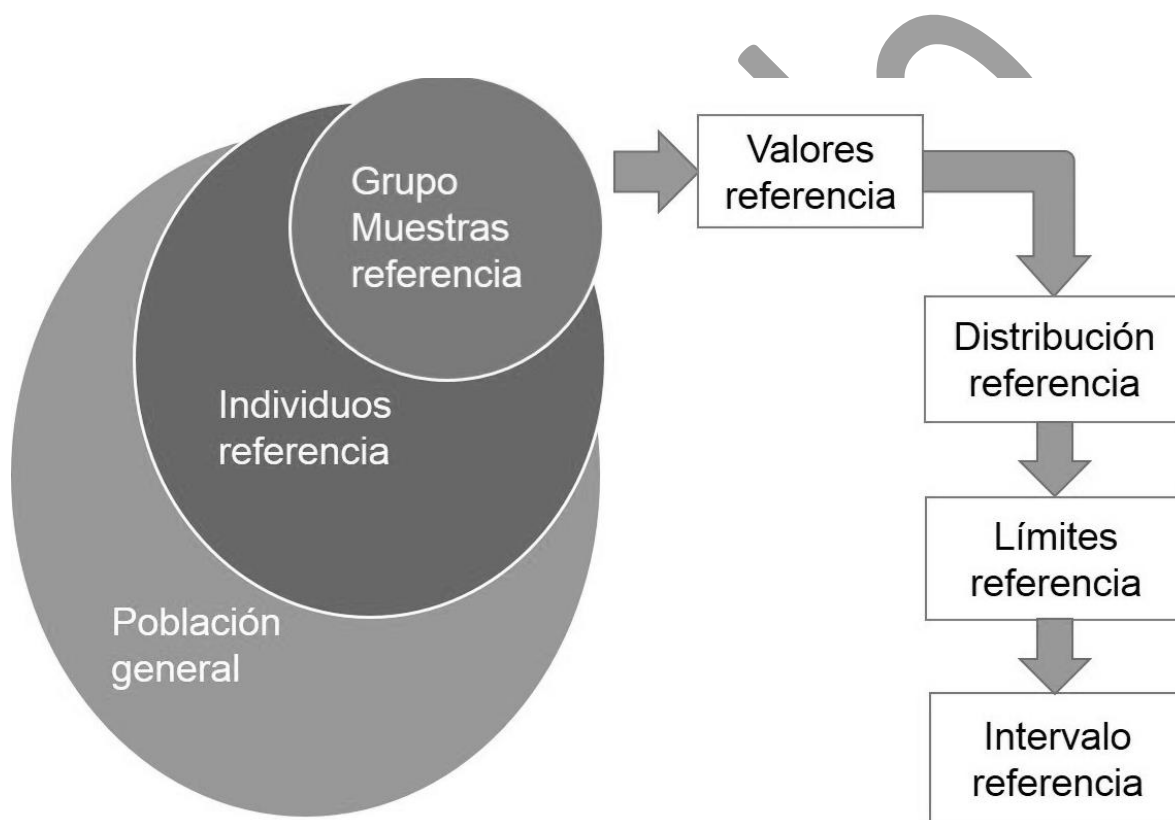 Grupo
Muestras
referencia
Individuos
referencia
Población
general
Valores
referencia
Distribución
referencia
Límites
referencia
Intervalo
referencia